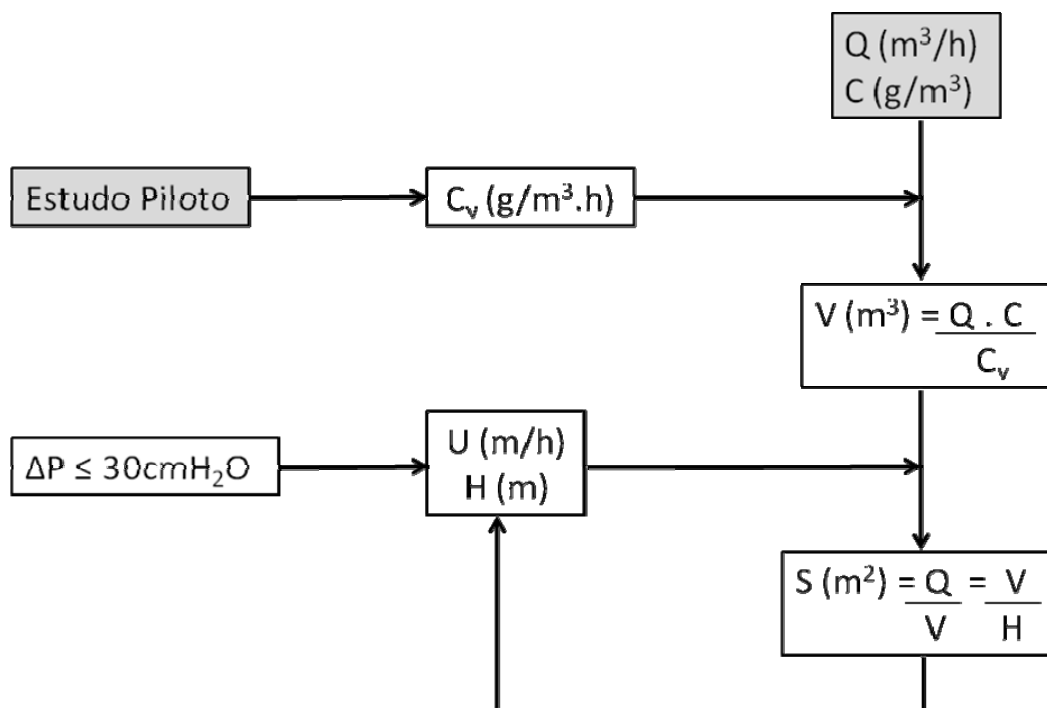 Q (m³/h)
C (g/m³)
Estudo Piloto
Cᵥ (g/m³.h)
V (m³) = Q . C
Cᵥ
ΔP ≤ 30cmH₂O
U (m/h)
H (m)
S (m²) = Q = V
V H